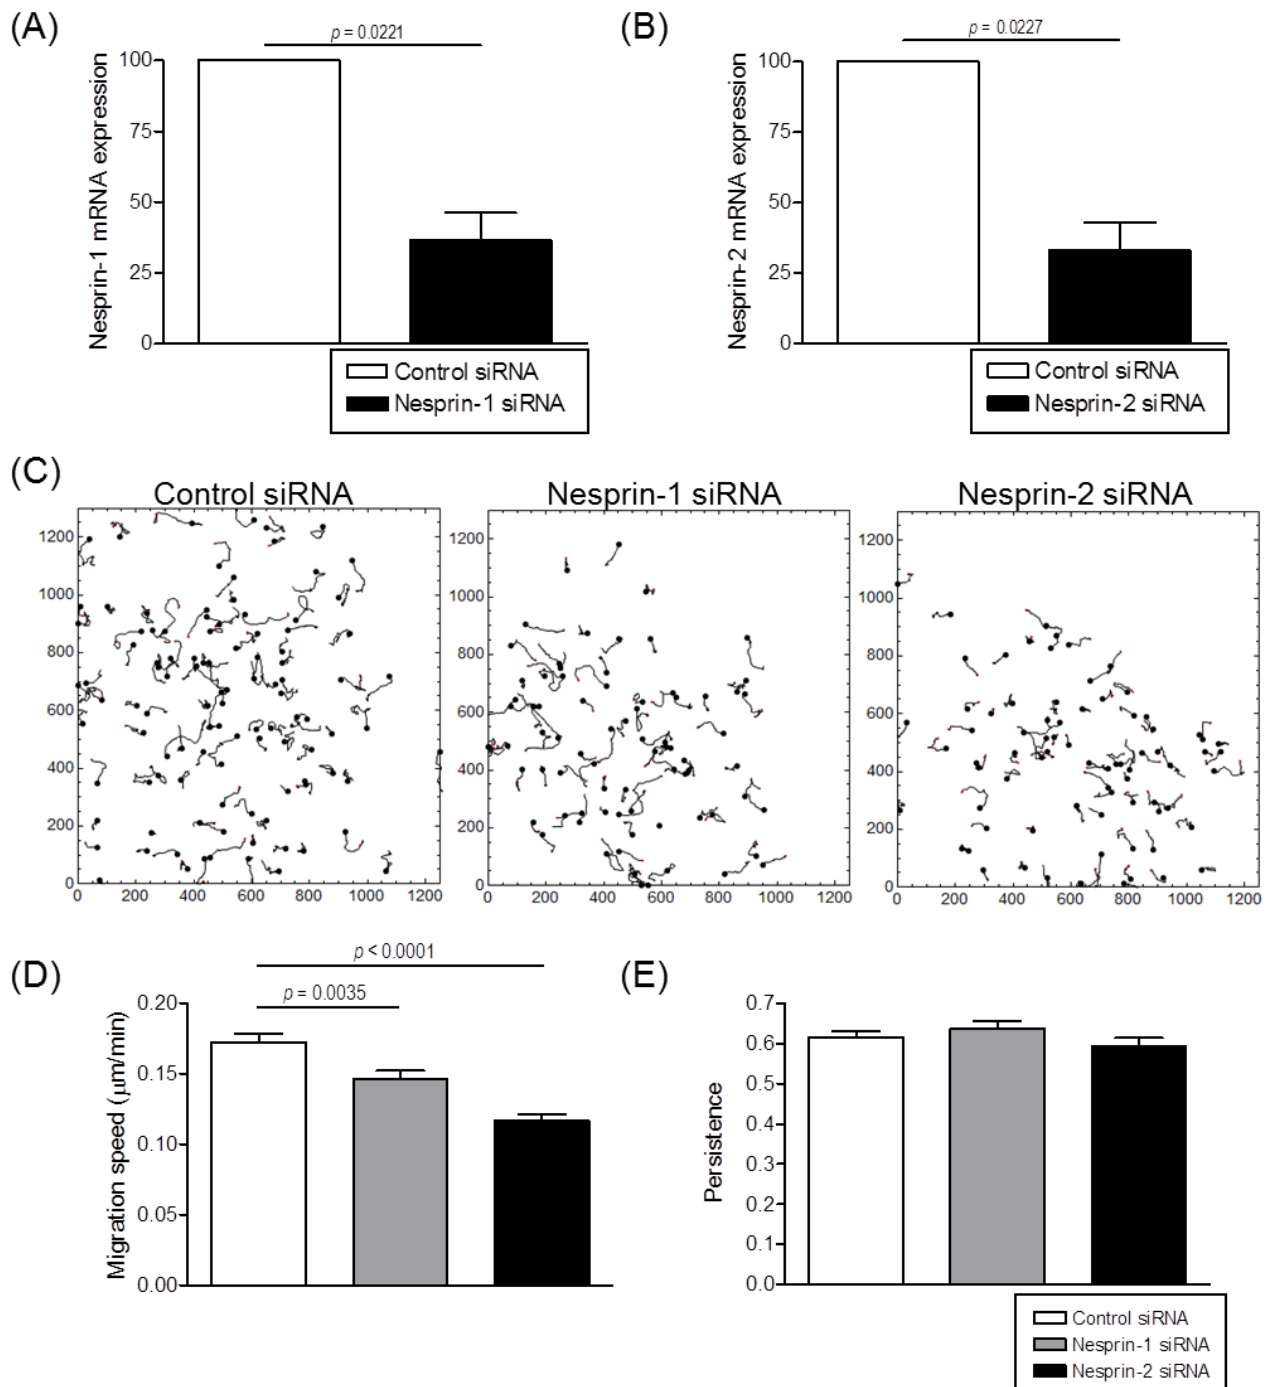 (A)
p = 0.0221
Nesprin-1 mRNA expression
100
75
50
25
0
Control siRNA
Nesprin-1 siRNA
(B)
p = 0.0227
Nesprin-2 mRNA expression
100
75
50
25
0
Control siRNA
Nesprin-2 siRNA
(C)
Control siRNA
1200
1000
800
600
400
200
0
0 200 400 600 800 1000 1200
Nesprin-1 siRNA
1200
1000
800
600
400
200
0
0 200 400 600 800 1000 1200
Nesprin-2 siRNA
1200
1000
800
600
400
200
0
0 200 400 600 800 1000 1200
(D)
p < 0.0001
p = 0.0035
Migration speed (μm/min)
0.20
0.15
0.10
0.05
0.00
(E)
Persistence
0.7
0.6
0.5
0.4
0.3
0.2
0.1
0.0
Control siRNA
Nesprin-1 siRNA
Nesprin-2 siRNA